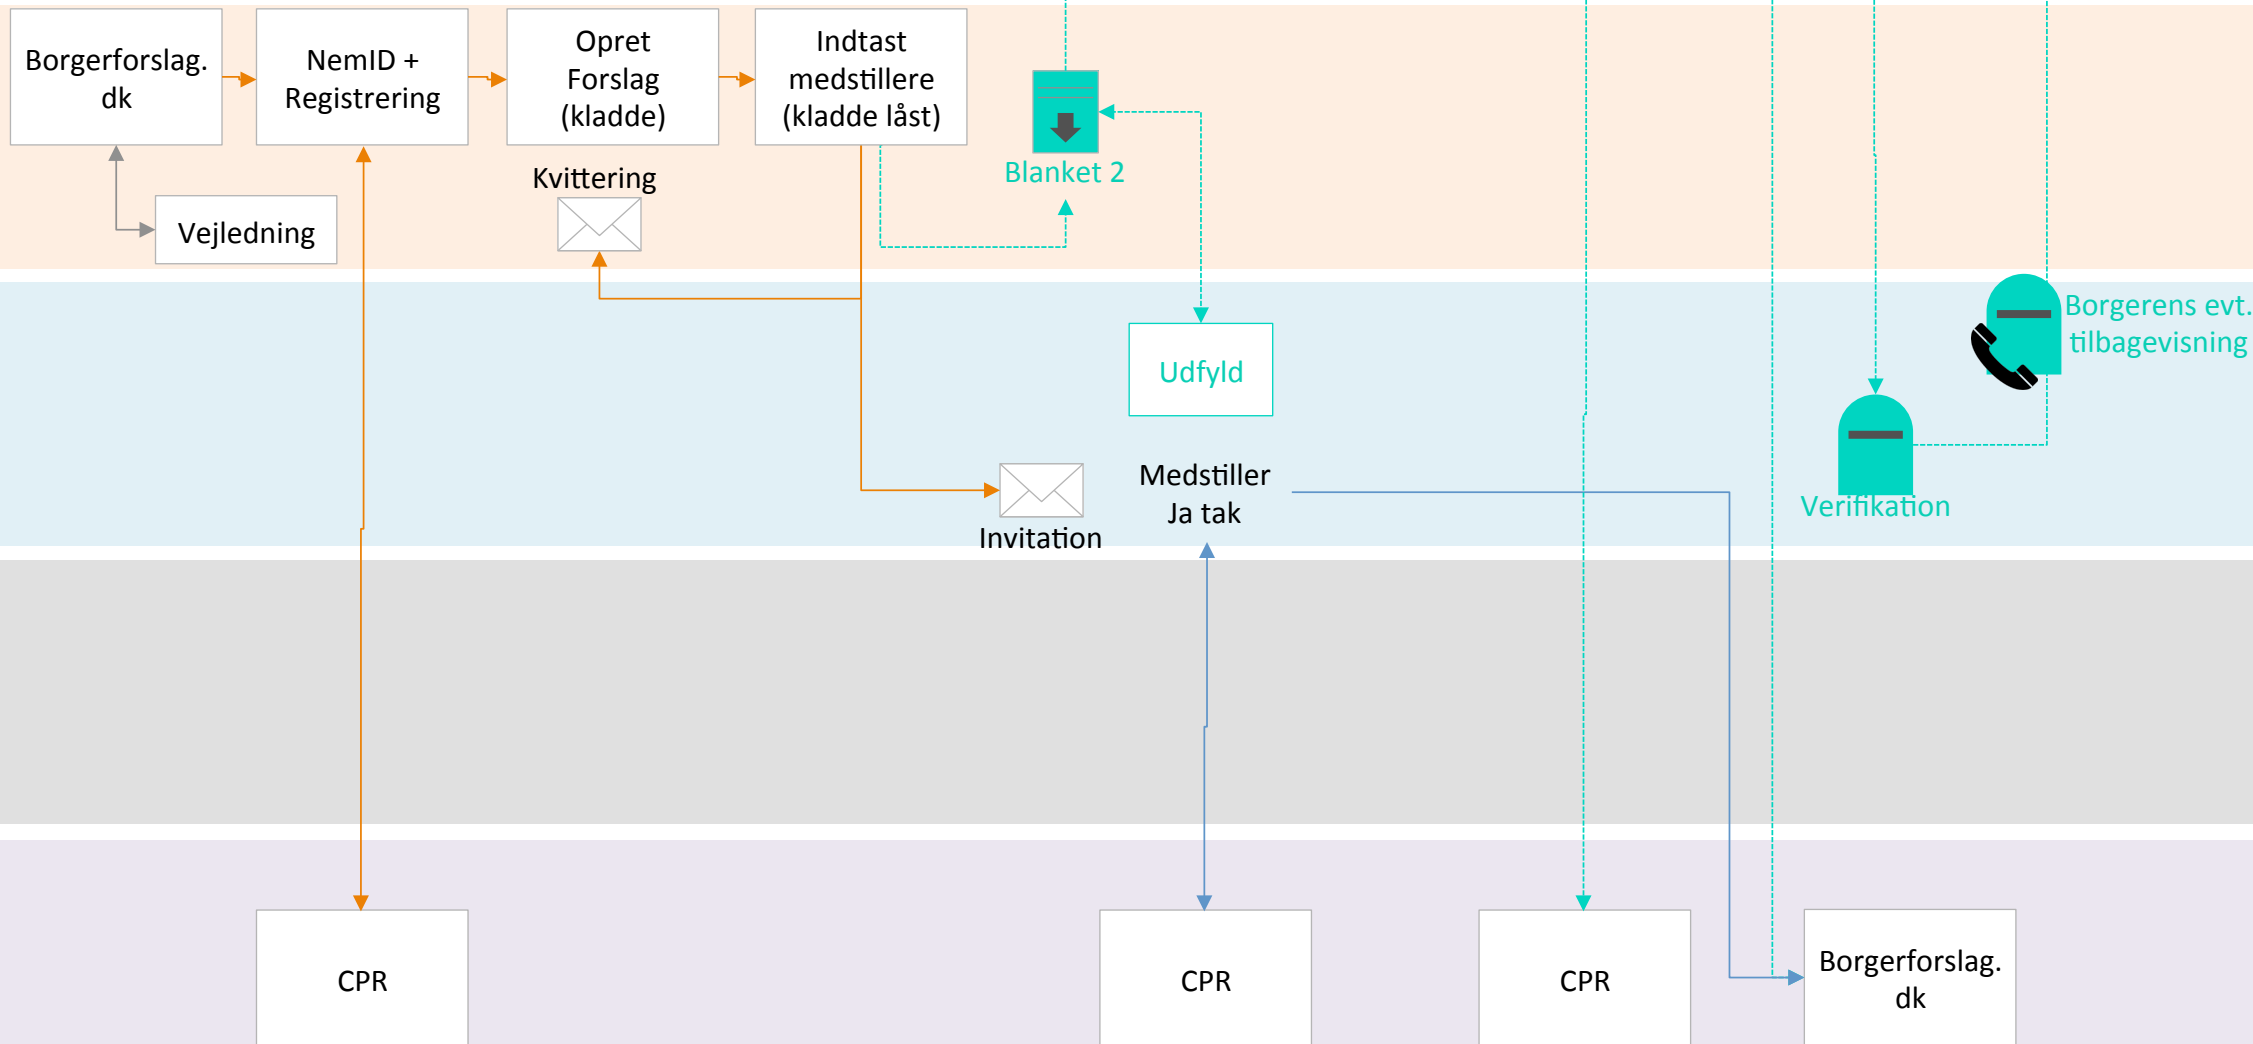 Borgerforslag.
dk
NemID +
Registrering
Opret
Forslag
(kladde)
Indtast
medstillere
(kladde låst)
Blanket 2
Kvittering
Vejledning
Borgerens evt.
tilbagevisning
Udfyld
Medstiller
Ja tak
Invitation
Verifikation
CPR
CPR
CPR
Borgerforslag.
dk